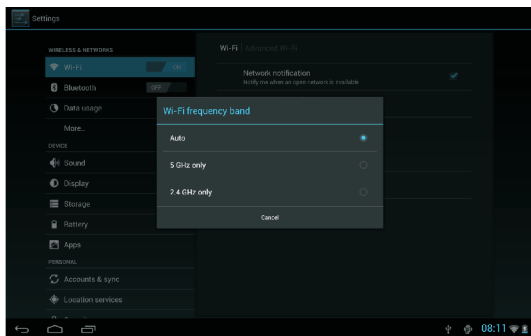 Settings
WIRELESS & NETWORKS
Wi-Fi
ON
Bluetooth
OFF
Data usage
More...
DEVICE
Sound
Display
Storage
Battery
Apps
PERSONAL
Accounts & sync
Location services
Wi-Fi | Advanced Wi-Fi
Network notification
Notify me when an open network is available
Wi-Fi frequency band
Auto
5 GHz only
2.4 GHz only
Cancel
08:11